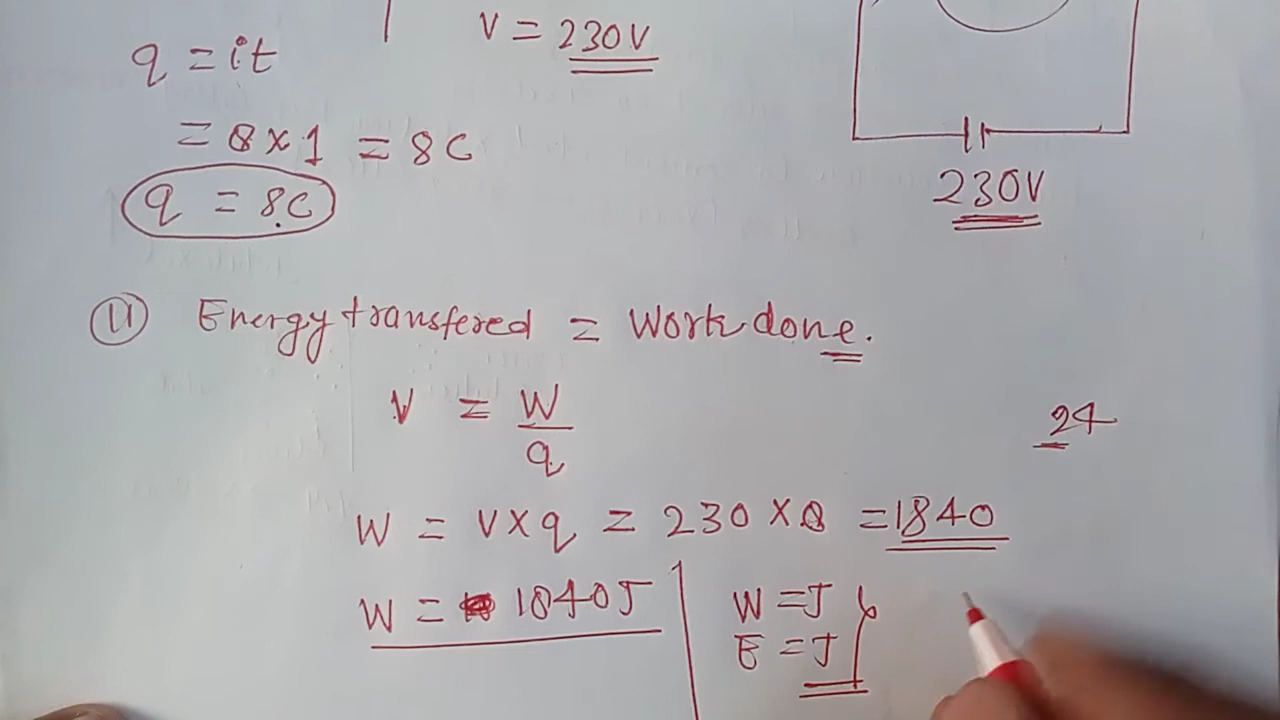 V = 230V
q = it
= 8 × 1 = 8C
q = 8C
230V
(ii) Energy transfered = Work done.
V = W/q
24
W = V × q = 230 × 8 = 1840
W = 1840J
W = J
E = J